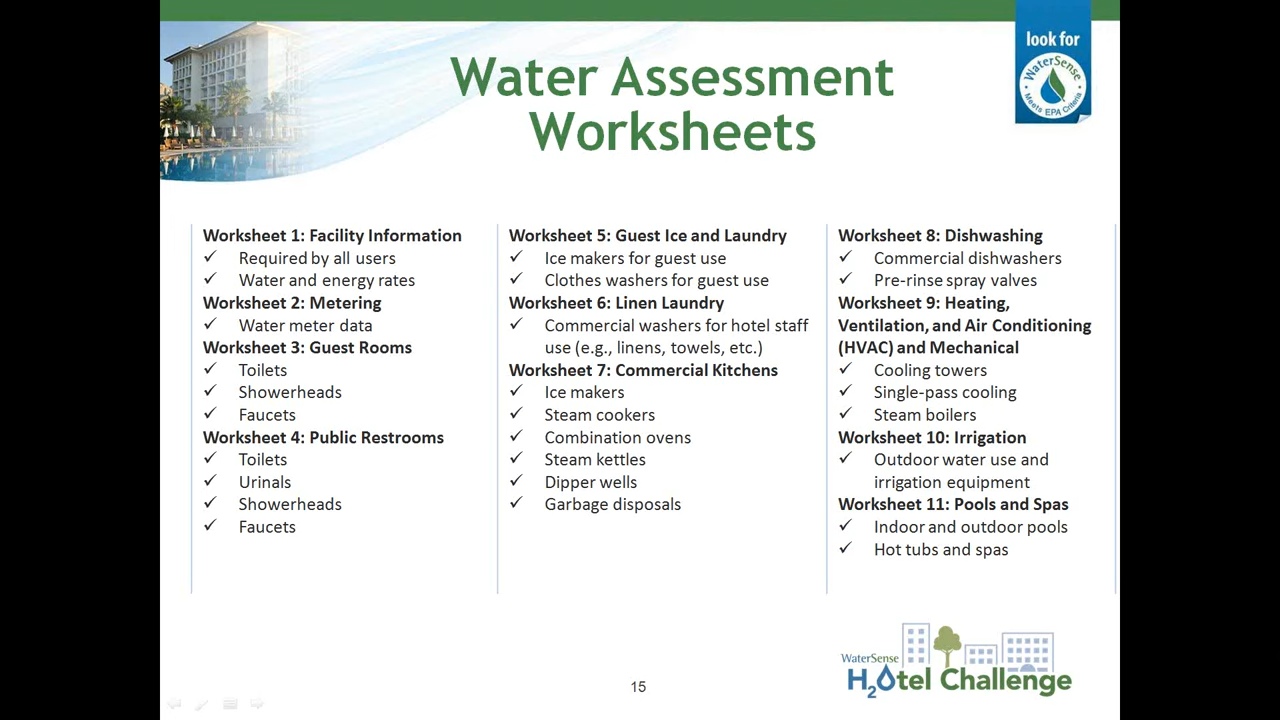 Water Assessment
Worksheets
look for
WaterSense
Meets EPA Criteria
Worksheet 1: Facility Information
✓ Required by all users
✓ Water and energy rates
Worksheet 2: Metering
✓ Water meter data
Worksheet 3: Guest Rooms
✓ Toilets
✓ Showerheads
✓ Faucets
Worksheet 4: Public Restrooms
✓ Toilets
✓ Urinals
✓ Showerheads
✓ Faucets
Worksheet 5: Guest Ice and Laundry
✓ Ice makers for guest use
✓ Clothes washers for guest use
Worksheet 6: Linen Laundry
✓ Commercial washers for hotel staff
use (e.g., linens, towels, etc.)
Worksheet 7: Commercial Kitchens
✓ Ice makers
✓ Steam cookers
✓ Combination ovens
✓ Steam kettles
✓ Dipper wells
✓ Garbage disposals
Worksheet 8: Dishwashing
✓ Commercial dishwashers
✓ Pre-rinse spray valves
Worksheet 9: Heating,
Ventilation, and Air Conditioning
(HVAC) and Mechanical
✓ Cooling towers
✓ Single-pass cooling
✓ Steam boilers
Worksheet 10: Irrigation
✓ Outdoor water use and
irrigation equipment
Worksheet 11: Pools and Spas
✓ Indoor and outdoor pools
✓ Hot tubs and spas
WaterSense
H2Otel Challenge
15